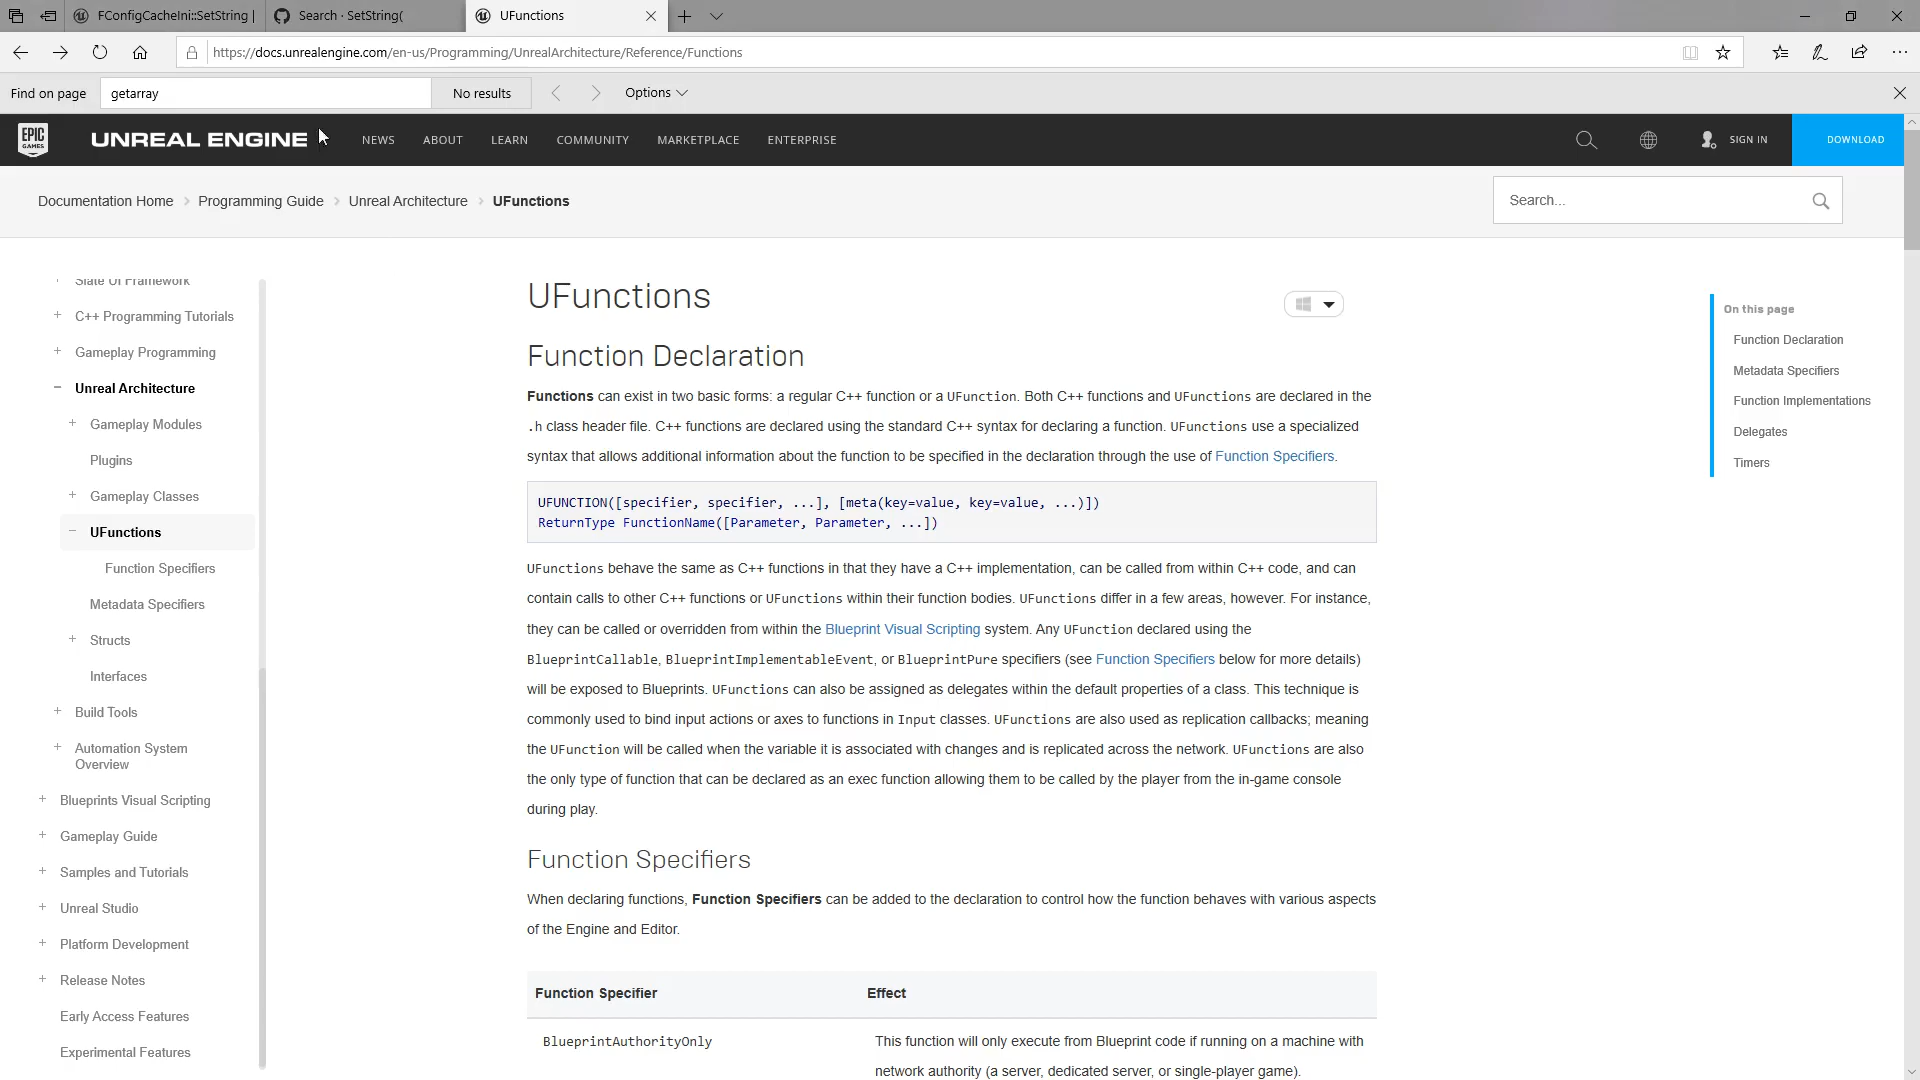 FConfigCacheIni::SetString |
Search · SetString(
UFunctions
https://docs.unrealengine.com/en-us/Programming/UnrealArchitecture/Reference/Functions
Find on page
getarray
No results
Options
EPIC GAMES
UNREAL ENGINE
NEWS
ABOUT
LEARN
COMMUNITY
MARKETPLACE
ENTERPRISE
SIGN IN
DOWNLOAD
Documentation Home
Programming Guide
Unreal Architecture
UFunctions
Search...
Slate UI Framework
C++ Programming Tutorials
Gameplay Programming
Unreal Architecture
Gameplay Modules
Plugins
Gameplay Classes
UFunctions
Function Specifiers
Metadata Specifiers
Structs
Interfaces
Build Tools
Automation System
Overview
Blueprints Visual Scripting
Gameplay Guide
Samples and Tutorials
Unreal Studio
Platform Development
Release Notes
Early Access Features
Experimental Features
UFunctions
Function Declaration
Functions can exist in two basic forms: a regular C++ function or a UFunction. Both C++ functions and UFunctions are declared in the
.h class header file. C++ functions are declared using the standard C++ syntax for declaring a function. UFunctions use a specialized
syntax that allows additional information about the function to be specified in the declaration through the use of Function Specifiers.
UFUNCTION([specifier, specifier, ...], [meta(key=value, key=value, ...)])
ReturnType FunctionName([Parameter, Parameter, ...])
UFunctions behave the same as C++ functions in that they have a C++ implementation, can be called from within C++ code, and can
contain calls to other C++ functions or UFunctions within their function bodies. UFunctions differ in a few areas, however. For instance,
they can be called or overridden from within the Blueprint Visual Scripting system. Any UFunction declared using the
BlueprintCallable, BlueprintImplementableEvent, or BlueprintPure specifiers (see Function Specifiers below for more details)
will be exposed to Blueprints. UFunctions can also be assigned as delegates within the default properties of a class. This technique is
commonly used to bind input actions or axes to functions in Input classes. UFunctions are also used as replication callbacks; meaning
the UFunction will be called when the variable it is associated with changes and is replicated across the network. UFunctions are also
the only type of function that can be declared as an exec function allowing them to be called by the player from the in-game console
during play.
Function Specifiers
When declaring functions, Function Specifiers can be added to the declaration to control how the function behaves with various aspects
of the Engine and Editor.
Function Specifier
Effect
BlueprintAuthorityOnly
This function will only execute from Blueprint code if running on a machine with
network authority (a server, dedicated server, or single-player game).
On this page
Function Declaration
Metadata Specifiers
Function Implementations
Delegates
Timers